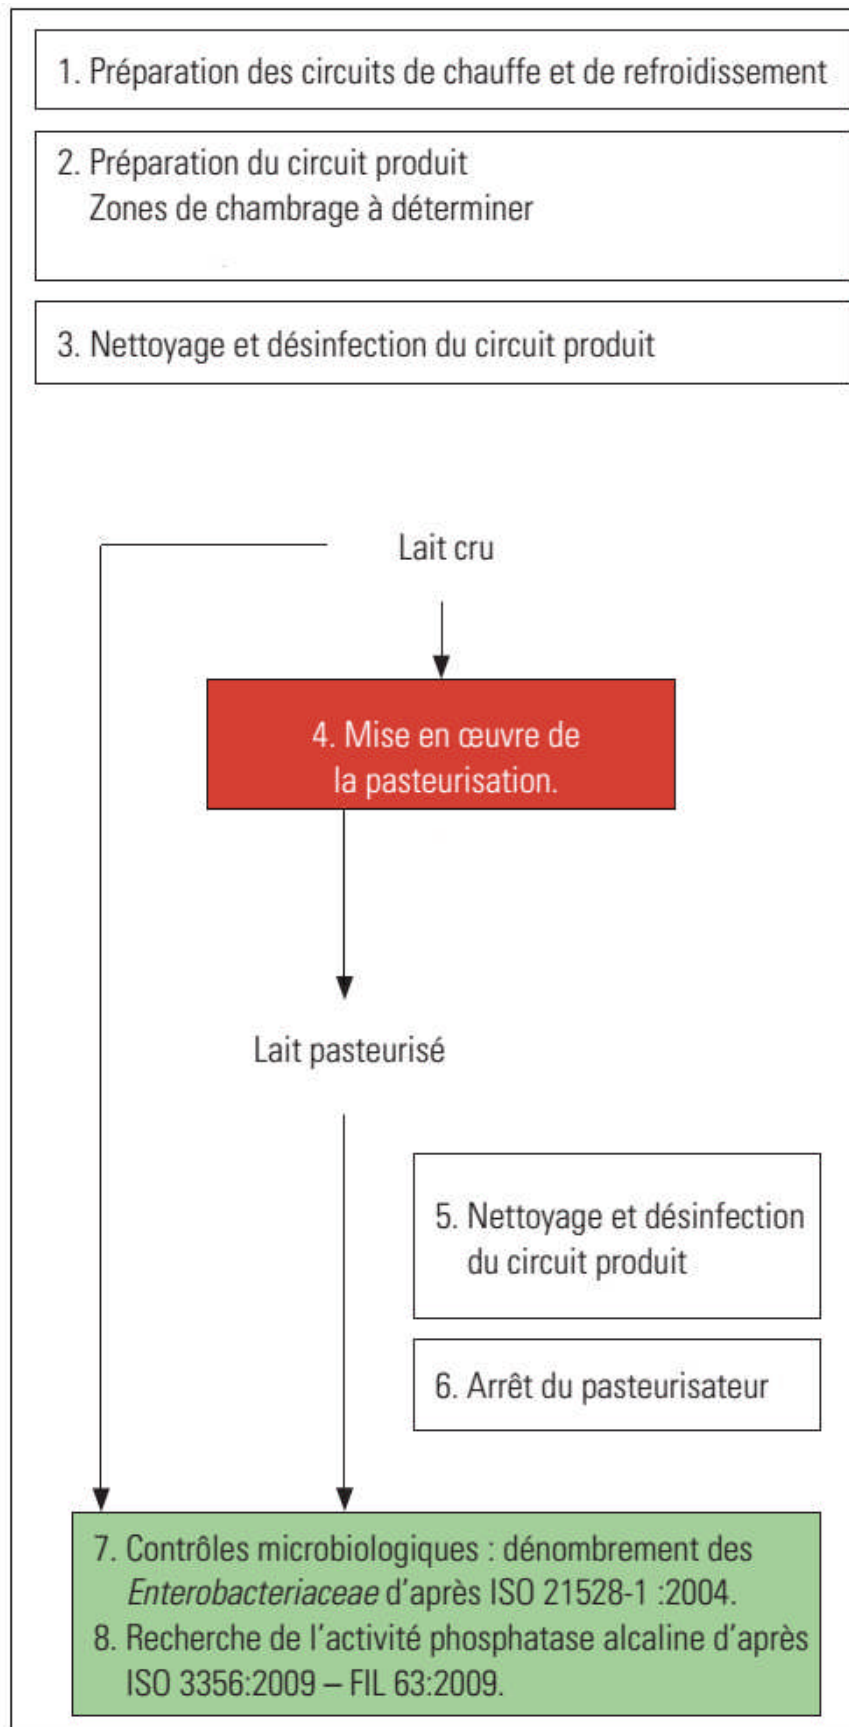 1. Préparation des circuits de chauffe et de refroidissement
2. Préparation du circuit produit
Zones de chambrage à déterminer
3. Nettoyage et désinfection du circuit produit
Lait cru
4. Mise en œuvre de
la pasteurisation.
Lait pasteurisé
5. Nettoyage et désinfection
du circuit produit
6. Arrêt du pasteurisateur
7. Contrôles microbiologiques : dénombrement des
Enterobacteriaceae d’après ISO 21528-1 :2004.
8. Recherche de l’activité phosphatase alcaline d’après
ISO 3356:2009 – FIL 63:2009.